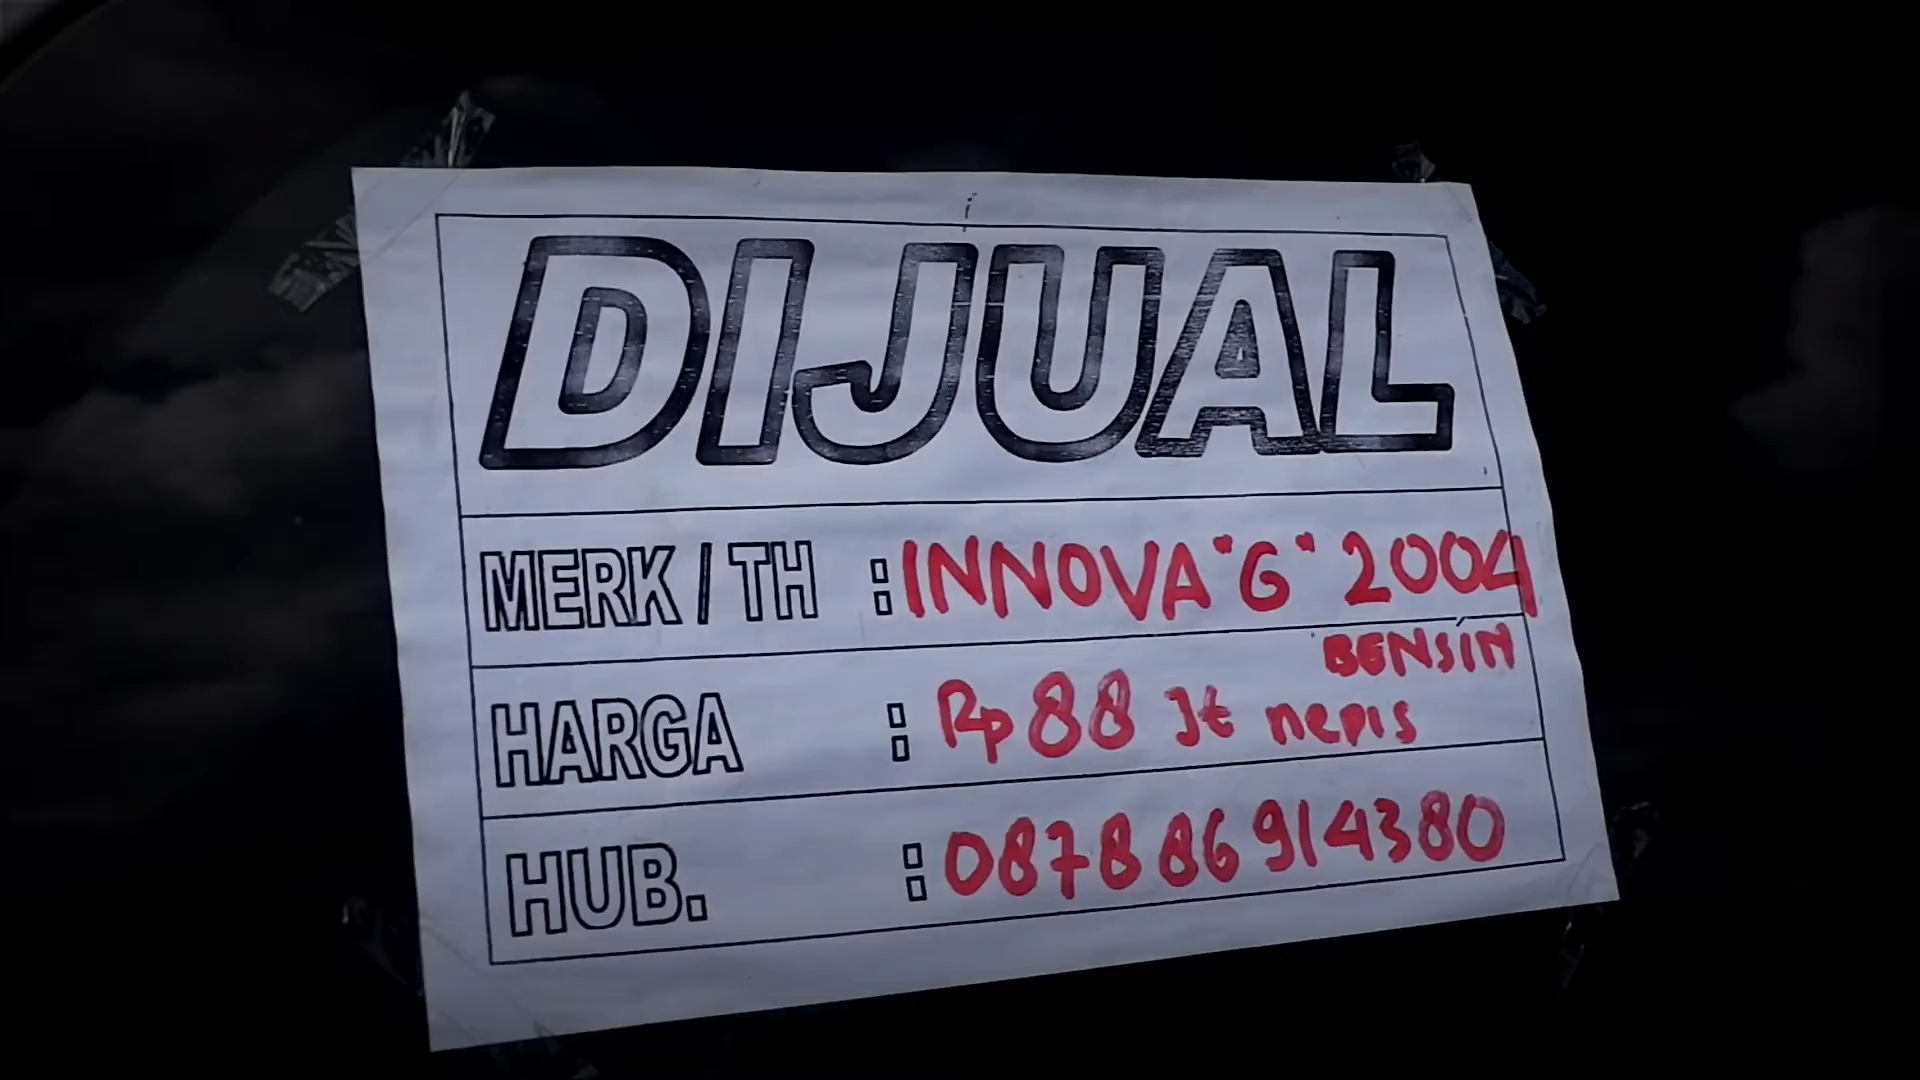 DIJUAL
MERK / TH : INNOVA "G" 2004
BENSIN
HARGA : Rp 88 Jt nepis
HUB. : 087886914380